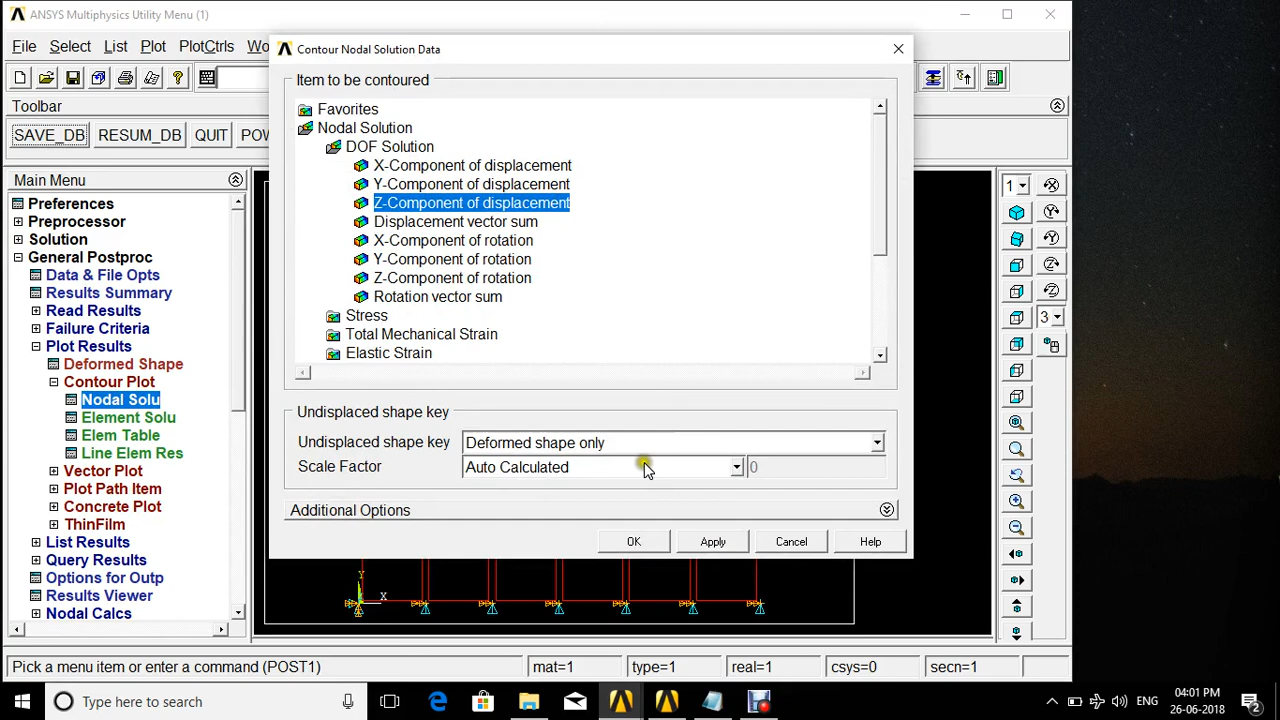 ANSYS Multiphysics Utility Menu (1)
File Select List Plot PlotCtrls
Contour Nodal Solution Data
Item to be contoured
Favorites
Nodal Solution
DOF Solution
X-Component of displacement
Y-Component of displacement
Z-Component of displacement
Displacement vector sum
X-Component of rotation
Y-Component of rotation
Z-Component of rotation
Rotation vector sum
Stress
Total Mechanical Strain
Elastic Strain
Undisplaced shape key
Undisplaced shape key Deformed shape only
Scale Factor Auto Calculated 0
Additional Options
OK Apply Cancel Help
Toolbar
SAVE_DB RESUM_DB QUIT
Main Menu
Preferences
Preprocessor
Solution
General Postproc
Data & File Opts
Results Summary
Read Results
Failure Criteria
Plot Results
Deformed Shape
Contour Plot
Nodal Solu
Element Solu
Elem Table
Line Elem Res
Vector Plot
Plot Path Item
Concrete Plot
ThinFilm
List Results
Query Results
Options for Outp
Results Viewer
Nodal Calcs
Y
X
1
3
Pick a menu item or enter a command (POST1) mat=1 type=1 real=1 csys=0 secn=1
Type here to search
ENG
04:01 PM
26-06-2018
2